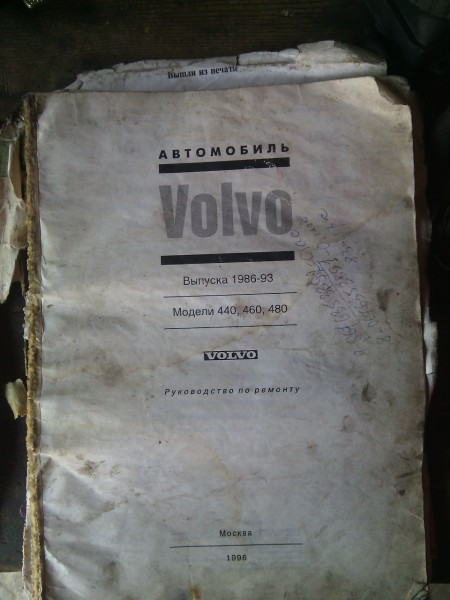 Вышли из печати
АВТОМОБИЛЬ
Volvo
Выпуска 1986-93
Модели 440, 460, 480
VOLVO
Руководство по ремонту
Москва
1996